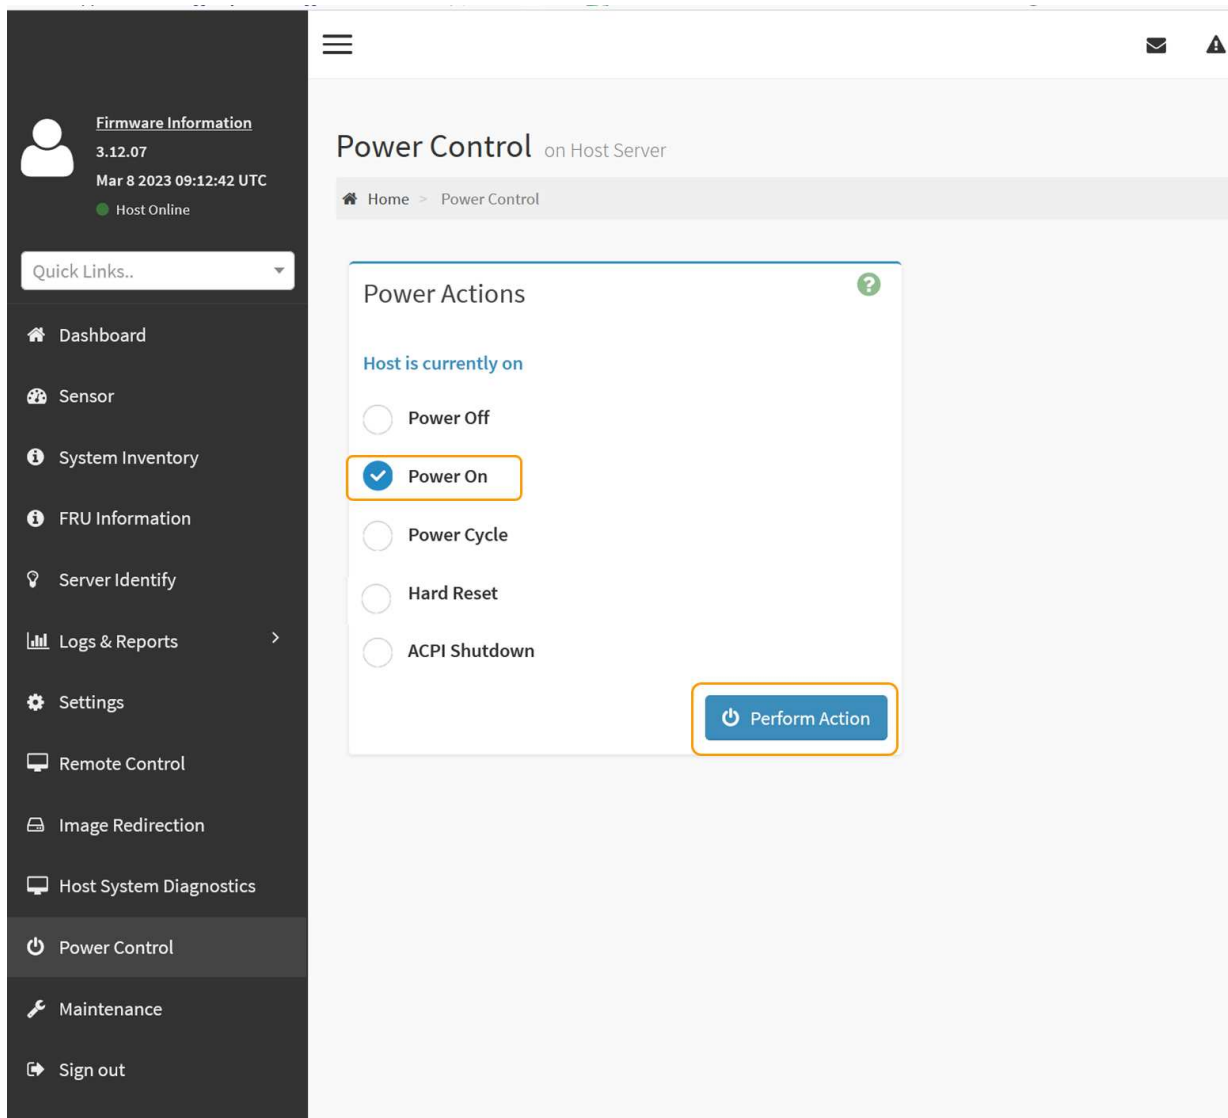 Firmware Information
3.12.07
Mar 8 2023 09:12:42 UTC
Host Online
Quick Links..
Dashboard
Sensor
System Inventory
FRU Information
Server Identify
Logs & Reports
Settings
Remote Control
Image Redirection
Host System Diagnostics
Power Control
Maintenance
Sign out
Power Control on Host Server
Home > Power Control
Power Actions
Host is currently on
Power Off
Power On
Power Cycle
Hard Reset
ACPI Shutdown
Perform Action